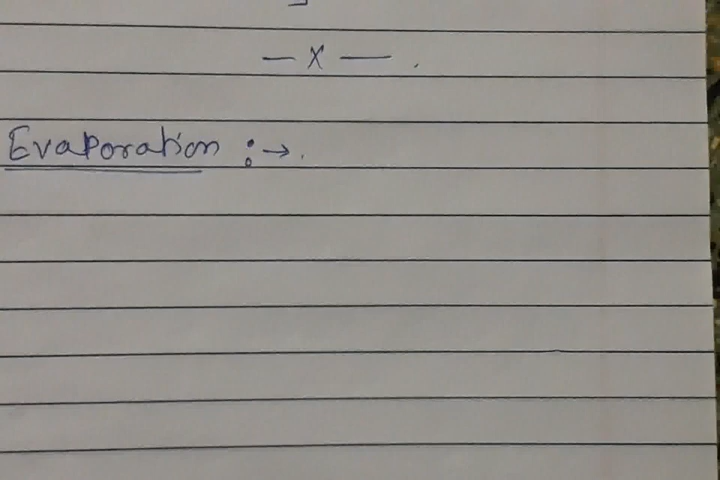 — x — .
Evaporation :→.